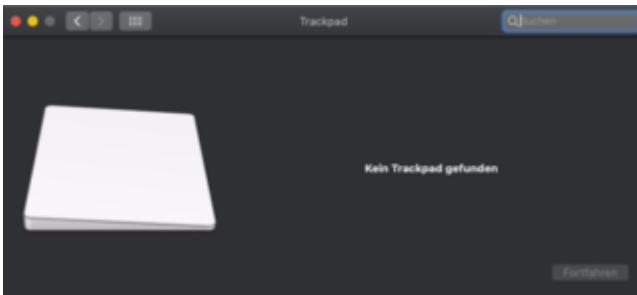 Trackpad
Suchen
Kein Trackpad gefunden
Fortfahren